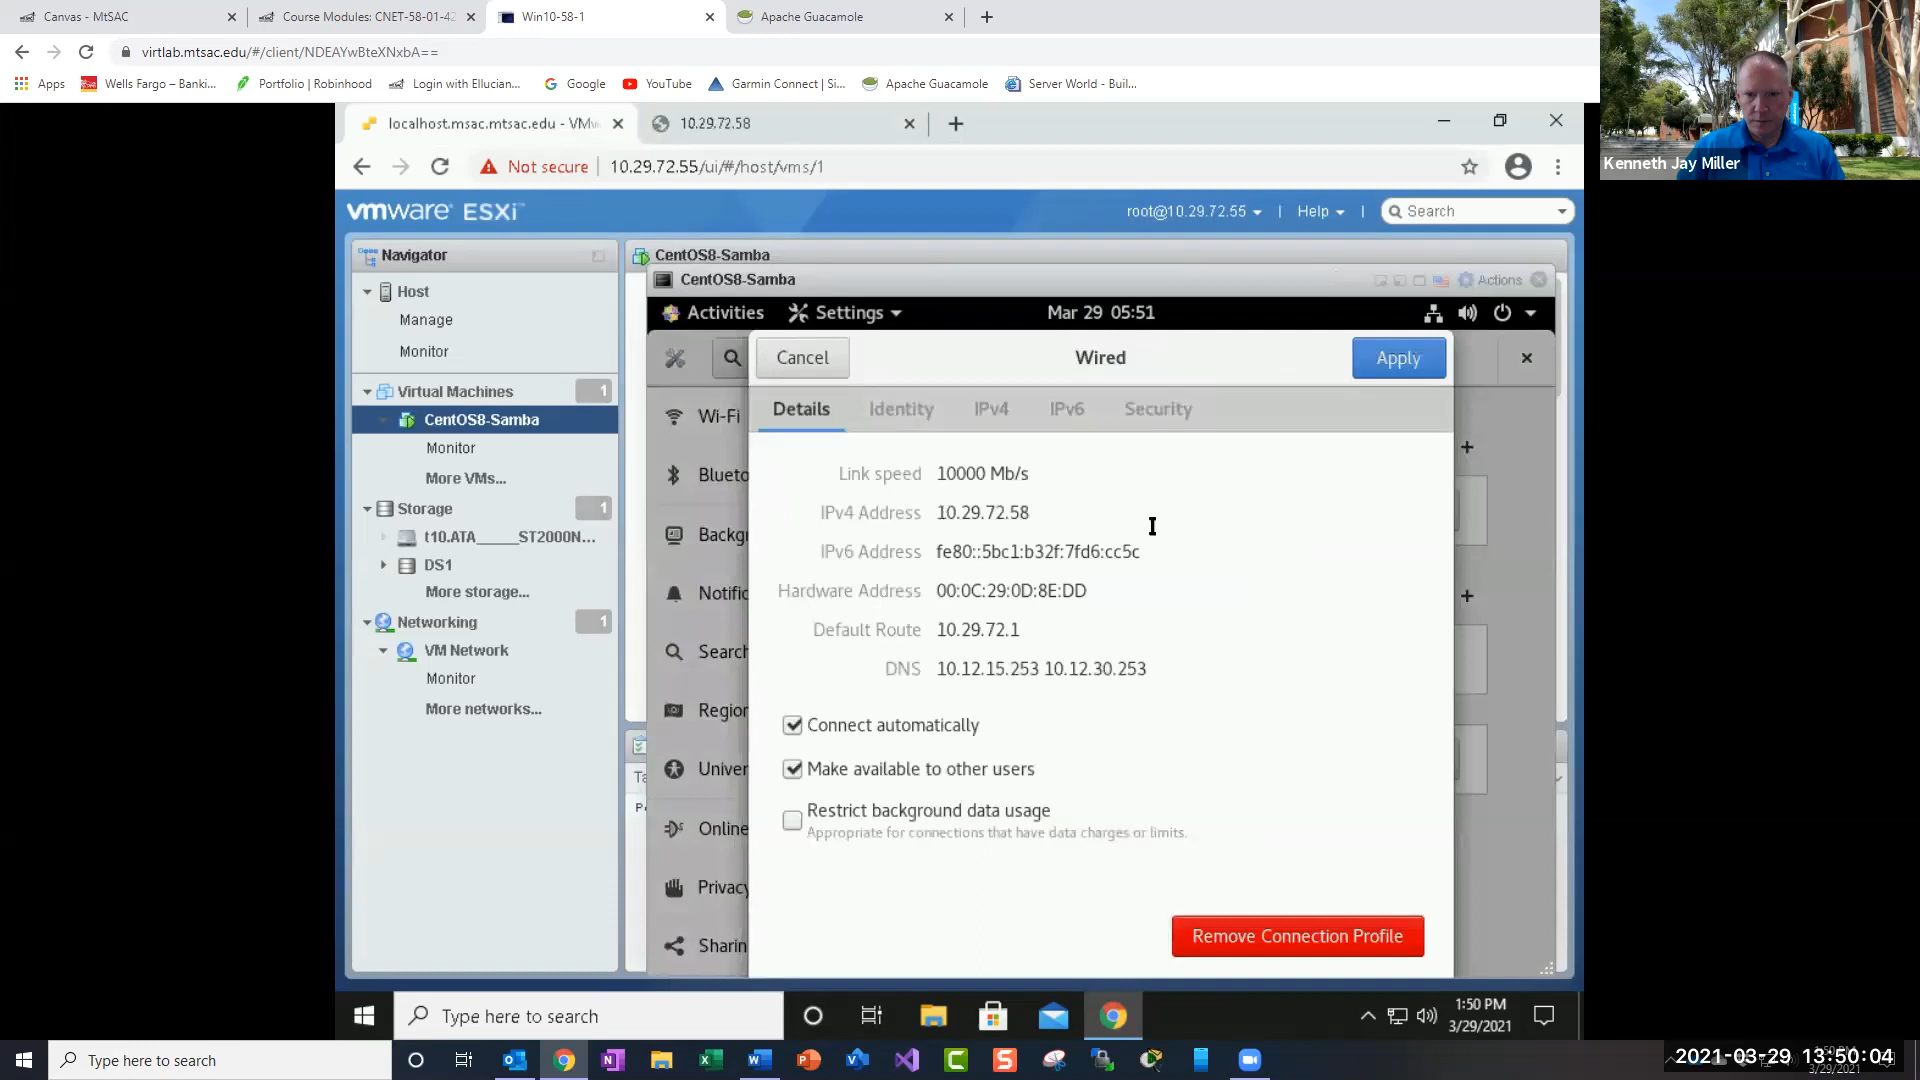 Canvas - MtSAC
Course Modules: CNET-58-01-42
Win10-58-1
Apache Guacamole
virtlab.mtsac.edu/#/client/NDEAYwBteXNxbA==
Apps
Wells Fargo – Banki...
Portfolio | Robinhood
Login with Ellucian...
Google
YouTube
Garmin Connect | Si...
Apache Guacamole
Server World - Buil...
Kenneth Jay Miller
localhost.msac.mtsac.edu - VMw
10.29.72.58
Not secure
10.29.72.55/ui/#/host/vms/1
vmware ESXi
root@10.29.72.55
Help
Search
Navigator
Host
Manage
Monitor
Virtual Machines 1
CentOS8-Samba
Monitor
More VMs...
Storage 1
t10.ATA_____ST2000N...
DS1
More storage...
Networking 1
VM Network
Monitor
More networks...
CentOS8-Samba
CentOS8-Samba
Actions
Activities
Settings
Mar 29 05:51
Wi-Fi
Blueto
Backgr
Notific
Search
Region
Univer
Online
Privacy
Sharin
Cancel
Wired
Apply
Details
Identity
IPv4
IPv6
Security
Link speed 10000 Mb/s
IPv4 Address 10.29.72.58
IPv6 Address fe80::5bc1:b32f:7fd6:cc5c
Hardware Address 00:0C:29:0D:8E:DD
Default Route 10.29.72.1
DNS 10.12.15.253 10.12.30.253
Connect automatically
Make available to other users
Restrict background data usage
Appropriate for connections that have data charges or limits.
Remove Connection Profile
Type here to search
1:50 PM
3/29/2021
Type here to search
2021-03-29 13:50:04
3/29/2021